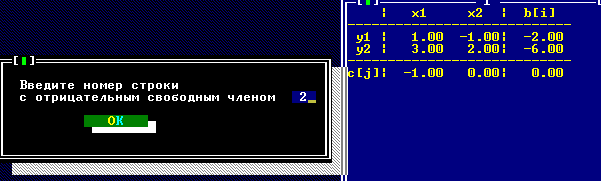 Введите номер строки
с отрицательным свободным членом 2_
OK
x1 x2 b[i]
y1 1.00 -1.00 -2.00
y2 3.00 2.00 -6.00
c[j] -1.00 2.00 0.00